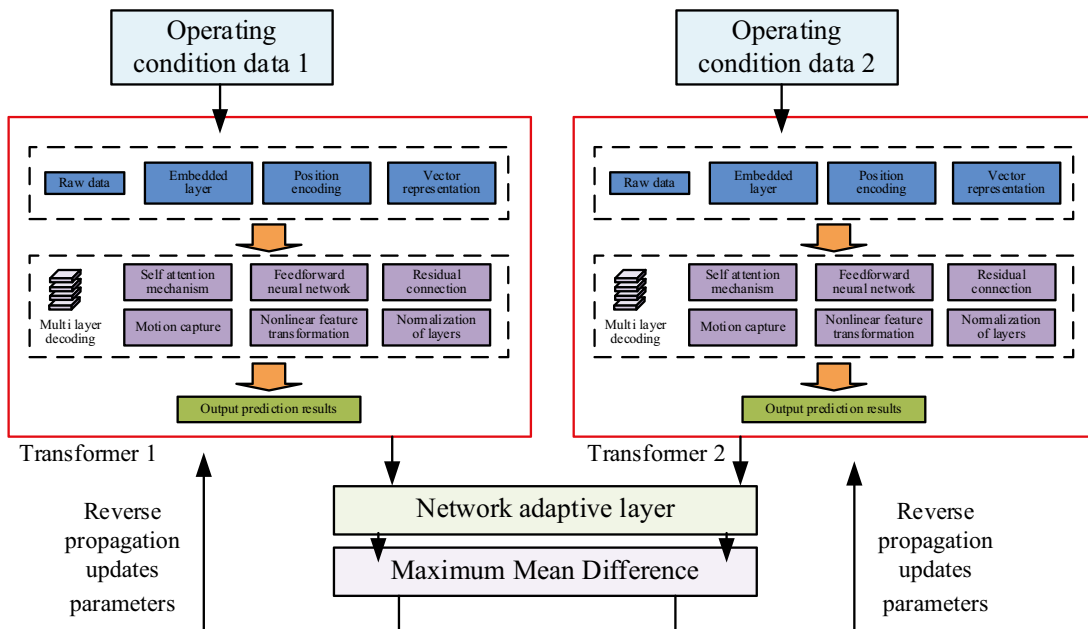 Operating
condition data 1
Raw data
Embedded
layer
Position
encoding
Vector
representation
Multi layer
decoding
Self attention
mechanism
Feedforward
neural network
Residual
connection
Motion capture
Nonlinear feature
transformation
Normalization
of layers
Output prediction results
Transformer 1
Operating
condition data 2
Raw data
Embedded
layer
Position
encoding
Vector
representation
Multi layer
decoding
Self attention
mechanism
Feedforward
neural network
Residual
connection
Motion capture
Nonlinear feature
transformation
Normalization
of layers
Output prediction results
Transformer 2
Network adaptive layer
Maximum Mean Difference
Reverse
propagation
updates
parameters
Reverse
propagation
updates
parameters